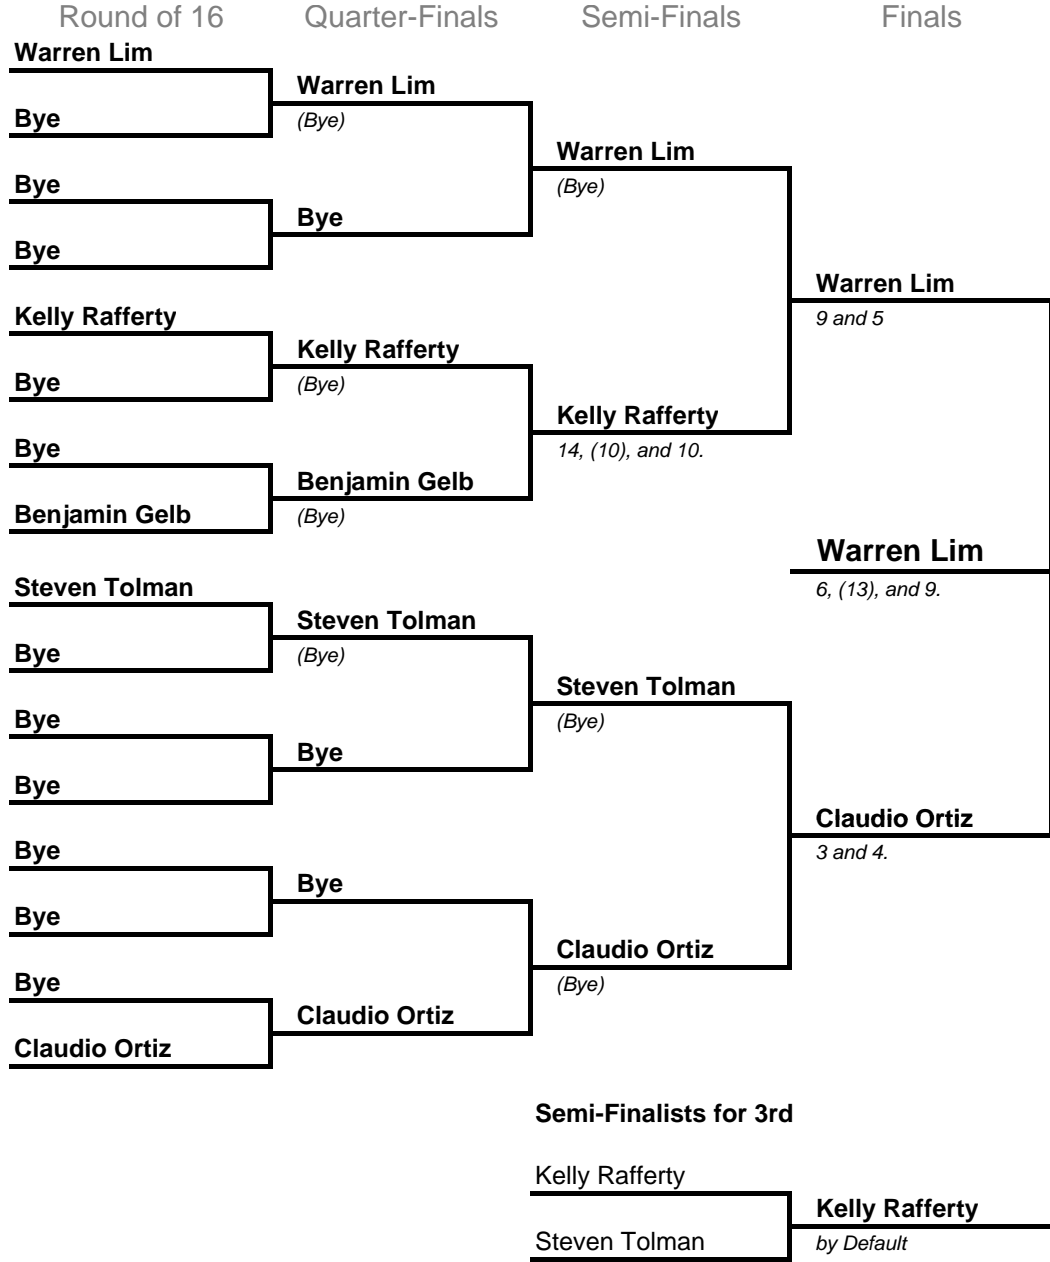 Round of 16 Quarter-Finals Semi-Finals Finals
Warren Lim
Warren Lim
Bye
(Bye)
Warren Lim
Bye
(Bye)
Bye
Bye
Warren Lim
Kelly Rafferty
9 and 5
Kelly Rafferty
Bye
(Bye)
Kelly Rafferty
Bye
14, (10), and 10.
Benjamin Gelb
Benjamin Gelb
(Bye)
Warren Lim
Steven Tolman
6, (13), and 9.
Steven Tolman
Bye
(Bye)
Steven Tolman
Bye
(Bye)
Bye
Bye
Claudio Ortiz
Bye
3 and 4.
Bye
Bye
Claudio Ortiz
Bye
(Bye)
Claudio Ortiz
Claudio Ortiz
Semi-Finalists for 3rd
Kelly Rafferty
Kelly Rafferty
Steven Tolman
by Default